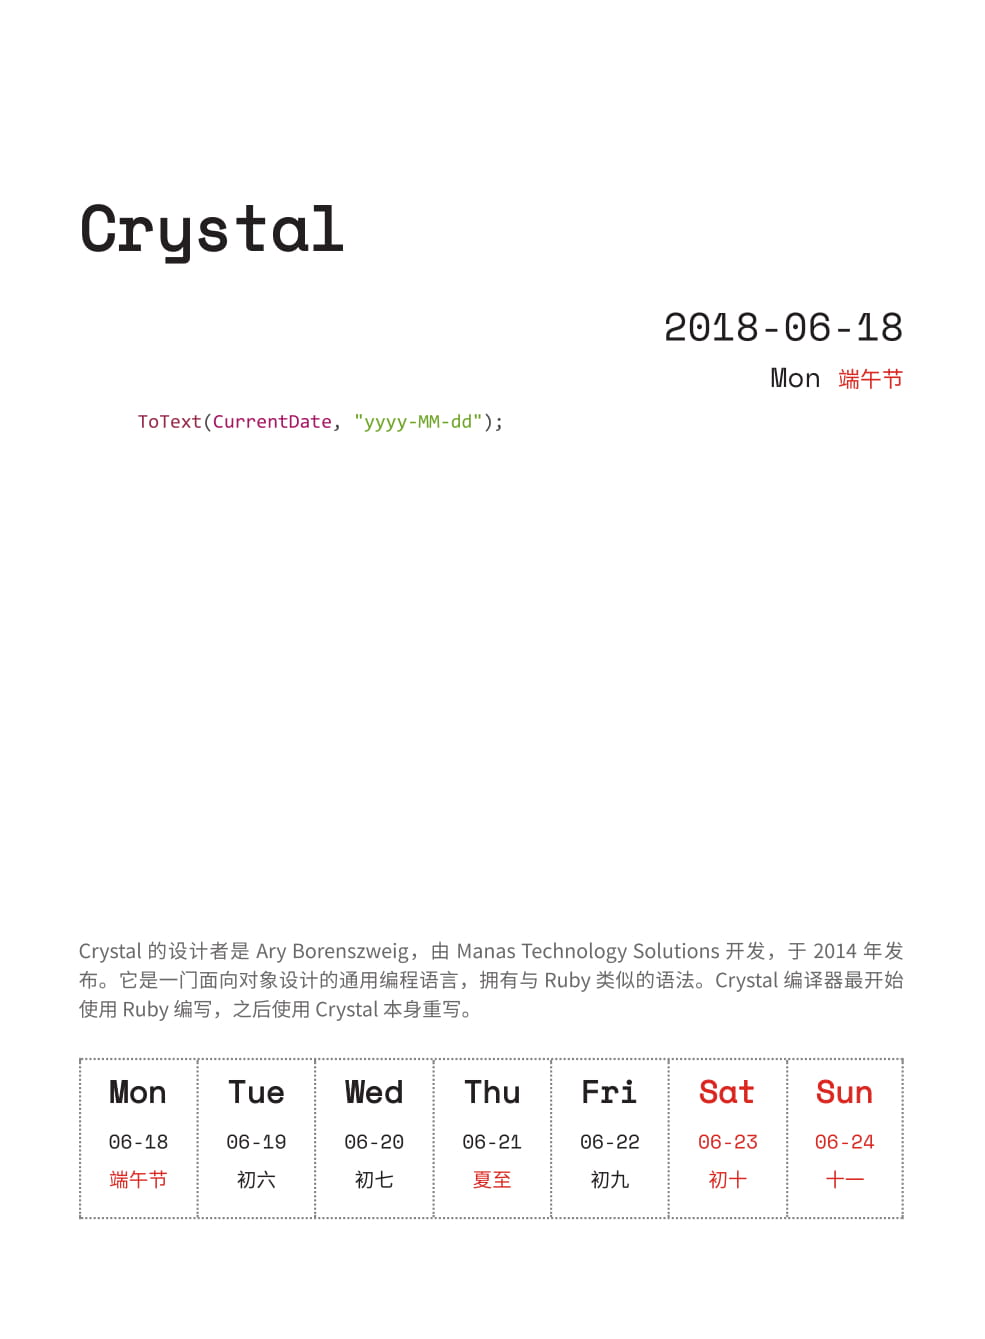 Crystal
2018-06-18
Mon 端午节
ToText(CurrentDate, "yyyy-MM-dd");
Crystal 的设计者是 Ary Borenszweig，由 Manas Technology Solutions 开发，于 2014 年发
布。它是一门面向对象设计的通用编程语言，拥有与 Ruby 类似的语法。Crystal 编译器最开始
使用 Ruby 编写，之后使用 Crystal 本身重写。
Mon Tue Wed Thu Fri Sat Sun
06-18 06-19 06-20 06-21 06-22 06-23 06-24
端午节 初六 初七 夏至 初九 初十 十一